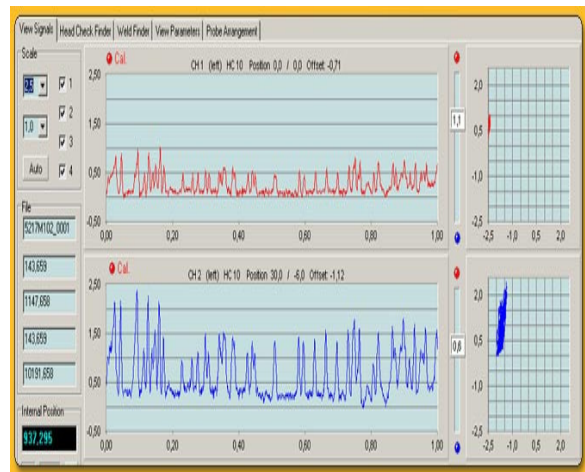 View Signals Head Check Finder Weld Finder View Parameters Probe Arrangement
Scale
2,5 1
2
1,0 3
Auto 4
File
5217M102_0001
143,659
1147,658
143,659
10191,658
Internal Position
937,295
Cal. CH 1 (left) HC 10 Position 0,0 / 0,0 Offset -0,71
2,50
1,50
0,50
-0,50
0,00 0,20 0,40 0,60 0,80 1,00
1,1
2,0
0,5
-1,0
-2,5
-2,5 -1,0 0,5 2,0
Cal. CH 2 (left) HC 10 Position 30,0 / -6,0 Offset -1,12
2,50
1,50
0,50
-0,50
0,00 0,20 0,40 0,60 0,80 1,00
0,6
2,0
0,5
-1,0
-2,5
-2,5 -1,0 0,5 2,0